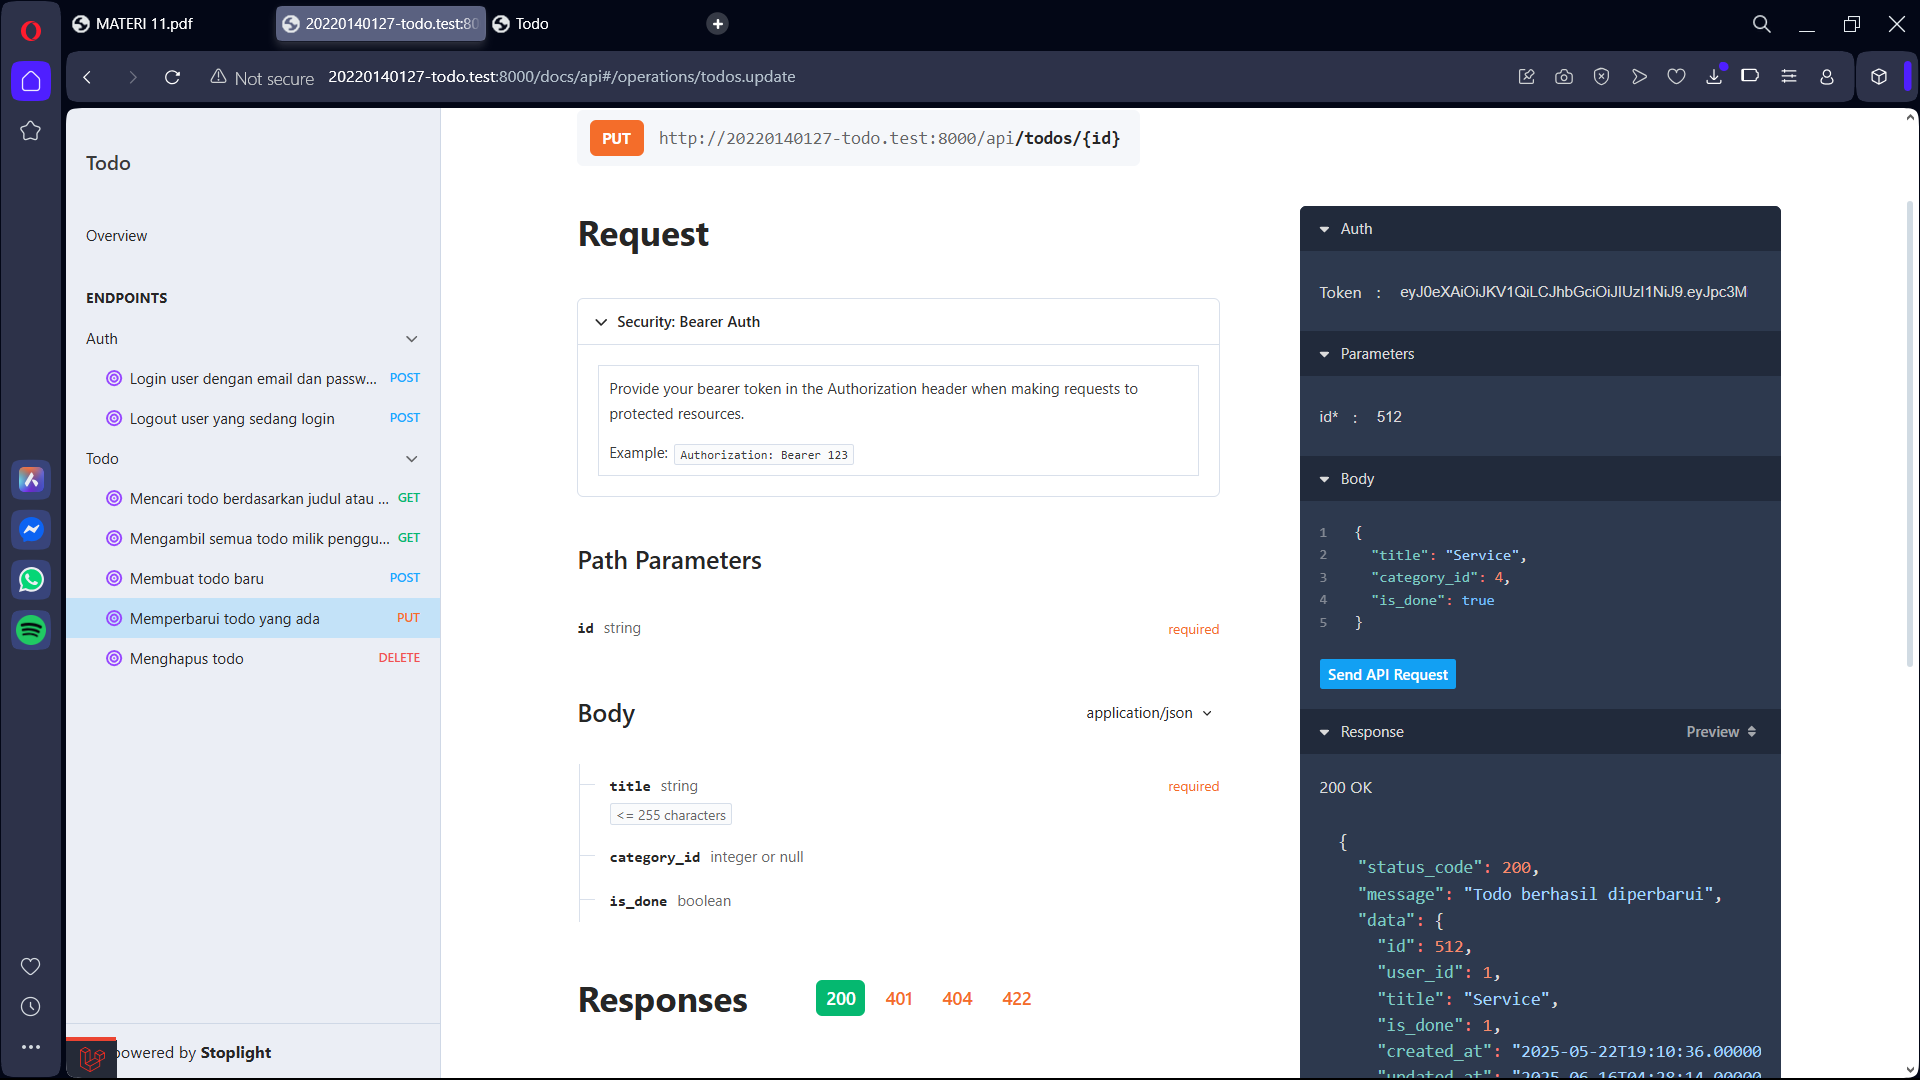 MATERI 11.pdf
20220140127-todo.test:80
Todo
Not secure
20220140127-todo.test:8000/docs/api#/operations/todos.update
Todo
Overview
ENDPOINTS
Auth
Login user dengan email dan passw... POST
Logout user yang sedang login POST
Todo
Mencari todo berdasarkan judul atau ... GET
Mengambil semua todo milik penggu... GET
Membuat todo baru POST
Memperbarui todo yang ada PUT
Menghapus todo DELETE
powered by Stoplight
PUT http://20220140127-todo.test:8000/api/todos/{id}
Request
Security: Bearer Auth
Provide your bearer token in the Authorization header when making requests to
protected resources.
Example: Authorization: Bearer 123
Path Parameters
id string required
Body application/json
title string required
<= 255 characters
category_id integer or null
is_done boolean
Responses 200 401 404 422
Auth
Token : eyJ0eXAiOiJKV1QiLCJhbGciOiJIUzI1NiJ9.eyJpc3M
Parameters
id* : 512
Body
1 {
2 "title": "Service",
3 "category_id": 4,
4 "is_done": true
5 }
Send API Request
Response Preview
200 OK
{
"status_code": 200,
"message": "Todo berhasil diperbarui",
"data": {
"id": 512,
"user_id": 1,
"title": "Service",
"is_done": 1,
"created_at": "2025-05-22T19:10:36.00000
"updated_at": "2025-06-16T04:28:14.00000